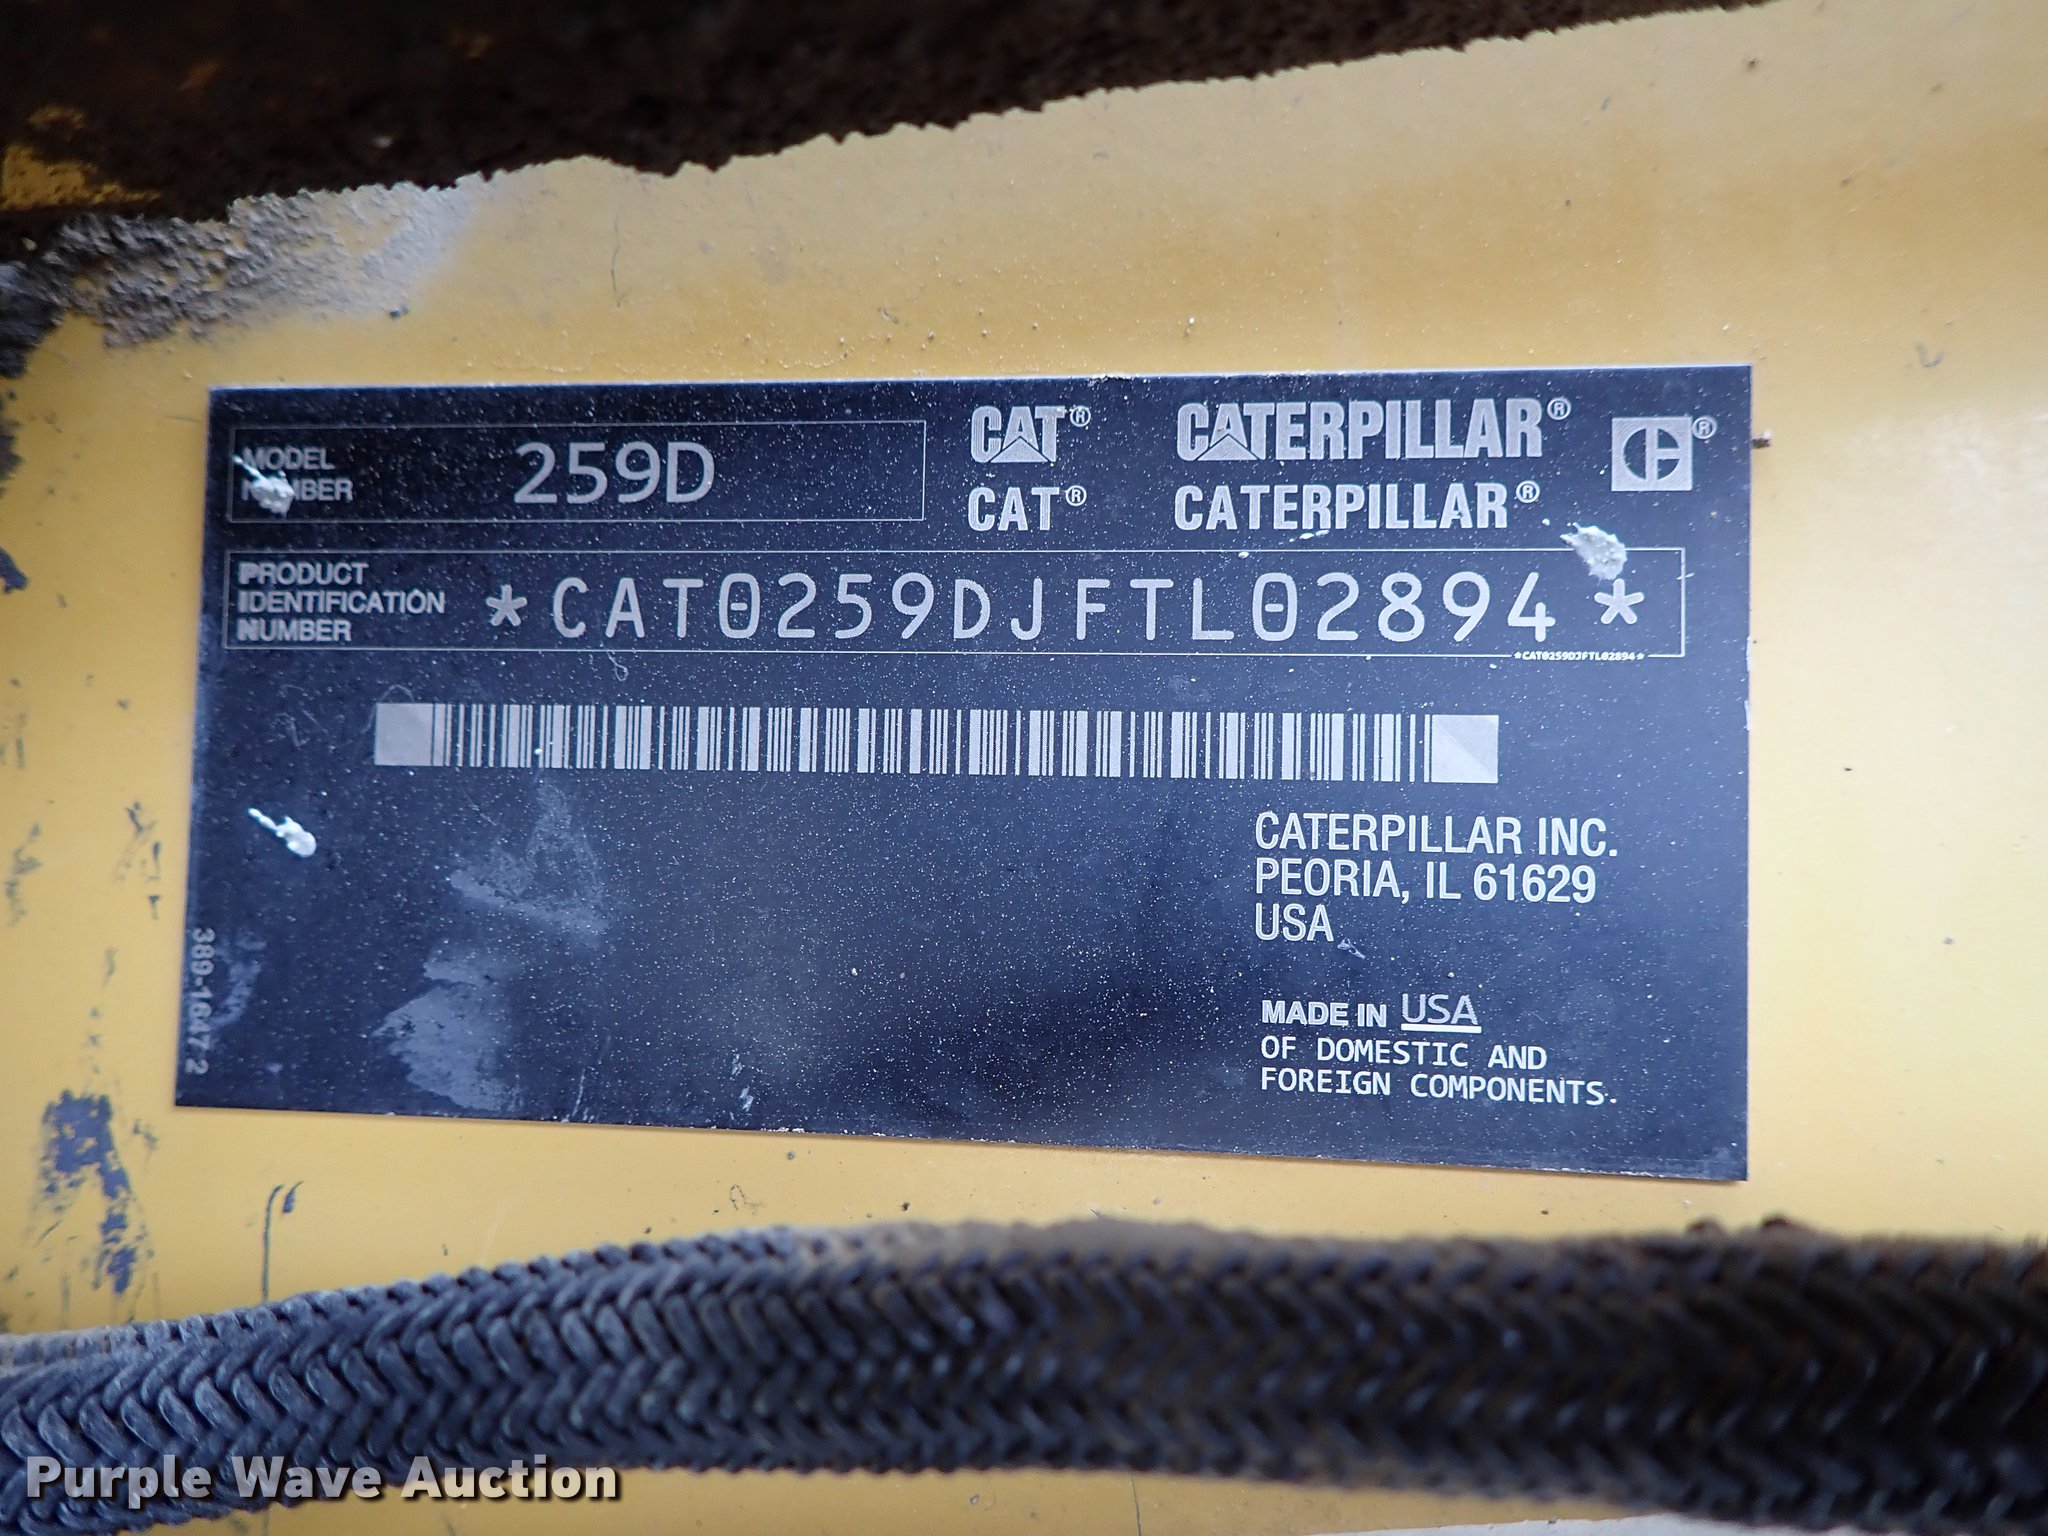 MODEL NUMBER 259D
CAT® CATERPILLAR® ®
CAT® CATERPILLAR®
PRODUCT
IDENTIFICATION
NUMBER
*CAT0259DJFTL02894*
*CAT0259DJFTL02894*
CATERPILLAR INC.
PEORIA, IL 61629
USA
MADE IN USA
OF DOMESTIC AND
FOREIGN COMPONENTS.
389-1647 2
Purple Wave Auction